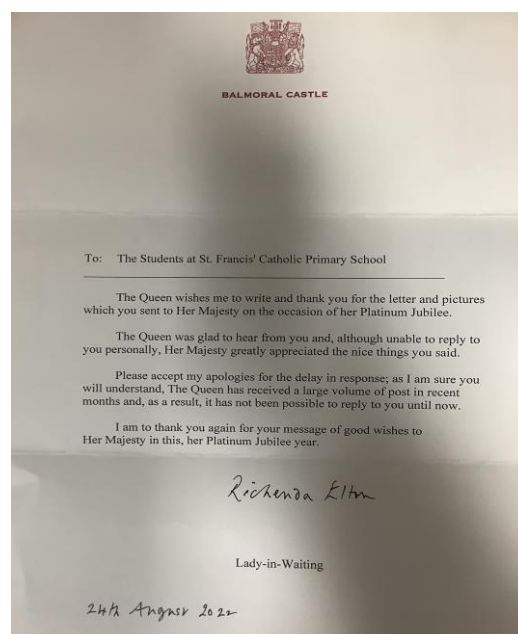 BALMORAL CASTLE
To: The Students at St. Francis' Catholic Primary School
The Queen wishes me to write and thank you for the letter and pictures
which you sent to Her Majesty on the occasion of her Platinum Jubilee.
The Queen was glad to hear from you and, although unable to reply to
you personally, Her Majesty greatly appreciated the nice things you said.
Please accept my apologies for the delay in response; as I am sure you
will understand, The Queen has received a large volume of post in recent
months and, as a result, it has not been possible to reply to you until now.
I am to thank you again for your message of good wishes to
Her Majesty in this, her Platinum Jubilee year.
Richenda Elton
Lady-in-Waiting
24th August 2022